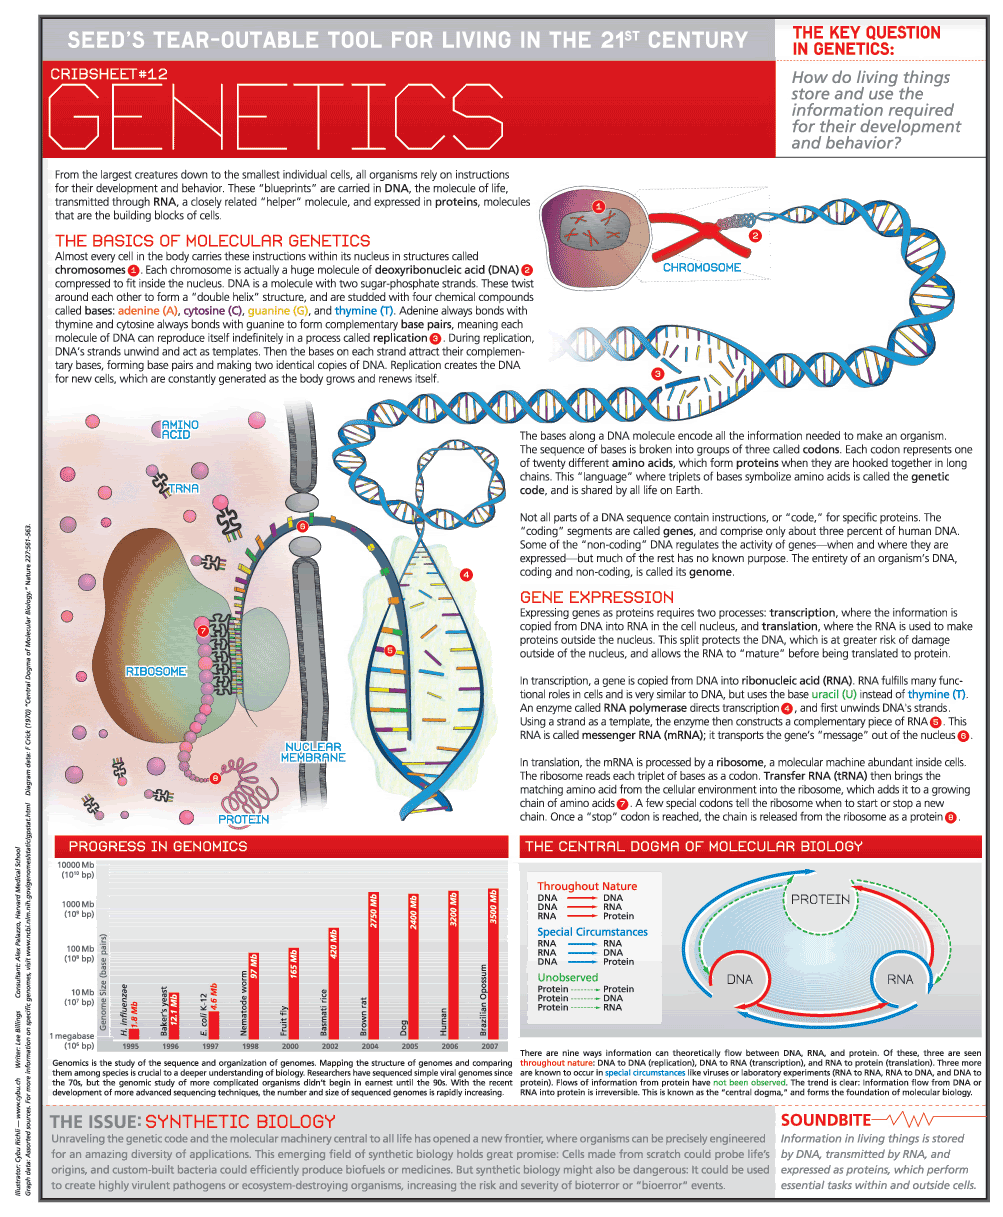 SEED'S TEAR-OUTABLE TOOL FOR LIVING IN THE 21ST CENTURY
THE KEY QUESTION
IN GENETICS:
How do living things
store and use the
information required
for their development
and behavior?
CRIBSHEET#12
GENETICS
From the largest creatures down to the smallest individual cells, all organisms rely on instructions
for their development and behavior. These "blueprints" are carried in DNA, the molecule of life,
transmitted through RNA, a closely related "helper" molecule, and expressed in proteins, molecules
that are the building blocks of cells.
THE BASICS OF MOLECULAR GENETICS
Almost every cell in the body carries these instructions within its nucleus in structures called
chromosomes 1. Each chromosome is actually a huge molecule of deoxyribonucleic acid (DNA) 2
compressed to fit inside the nucleus. DNA is a molecule with two sugar-phosphate strands. These twist
around each other to form a "double helix" structure, and are studded with four chemical compounds
called bases: adenine (A), cytosine (C), guanine (G), and thymine (T). Adenine always bonds with
thymine and cytosine always bonds with guanine to form complementary base pairs, meaning each
molecule of DNA can reproduce itself indefinitely in a process called replication 3. During replication,
DNA's strands unwind and act as templates. Then the bases on each strand attract their complemen-
tary bases, forming base pairs and making two identical copies of DNA. Replication creates the DNA
for new cells, which are constantly generated as the body grows and renews itself.
1
2
CHROMOSOME
3
AMINO
ACID
TRNA
6
4
5
7
RIBOSOME
NUCLEAR
MEMBRANE
8
PROTEIN
The bases along a DNA molecule encode all the information needed to make an organism.
The sequence of bases is broken into groups of three called codons. Each codon represents one
of twenty different amino acids, which form proteins when they are hooked together in long
chains. This "language" where triplets of bases symbolize amino acids is called the genetic
code, and is shared by all life on Earth.
Not all parts of a DNA sequence contain instructions, or "code," for specific proteins. The
"coding" segments are called genes, and comprise only about three percent of human DNA.
Some of the "non-coding" DNA regulates the activity of genes—when and where they are
expressed—but much of the rest has no known purpose. The entirety of an organism's DNA,
coding and non-coding, is called its genome.
GENE EXPRESSION
Expressing genes as proteins requires two processes: transcription, where the information is
copied from DNA into RNA in the cell nucleus, and translation, where the RNA is used to make
proteins outside the nucleus. This split protects the DNA, which is at greater risk of damage
outside of the nucleus, and allows the RNA to "mature" before being translated to protein.
In transcription, a gene is copied from DNA into ribonucleic acid (RNA). RNA fulfills many func-
tional roles in cells and is very similar to DNA, but uses the base uracil (U) instead of thymine (T).
An enzyme called RNA polymerase directs transcription 4, and first unwinds DNA's strands.
Using a strand as a template, the enzyme then constructs a complementary piece of RNA 5. This
RNA is called messenger RNA (mRNA); it transports the gene's "message" out of the nucleus 6.
In translation, the mRNA is processed by a ribosome, a molecular machine abundant inside cells.
The ribosome reads each triplet of bases as a codon. Transfer RNA (tRNA) then brings the
matching amino acid from the cellular environment into the ribosome, which adds it to a growing
chain of amino acids 7. A few special codons tell the ribosome when to start or stop a new
chain. Once a "stop" codon is reached, the chain is released from the ribosome as a protein 8.
PROGRESS IN GENOMICS
10000 Mb
(10¹⁰ bp)
1000 Mb
(10⁹ bp)
100 Mb
(10⁸ bp)
10 Mb
(10⁷ bp)
1 megabase
(10⁶ bp)
Genome Size (base pairs)
H. influenzae 1.8 Mb
Baker's yeast 12.1 Mb
E. coli K-12 4.6 Mb
Nematode worm 97 Mb
Fruit fly 165 Mb
Basmati rice 420 Mb
Brown rat 2750 Mb
Dog 2400 Mb
Human 3200 Mb
Brazilian Opossum 3500 Mb
1995 1996 1997 1998 2000 2002 2004 2005 2006 2007
Genomics is the study of the sequence and organization of genomes. Mapping the structure of genomes and comparing
them among species is crucial to a deeper understanding of biology. Researchers have sequenced simple viral genomes since
the 70s, but the genomic study of more complicated organisms didn't begin in earnest until the 90s. With the recent
development of more advanced sequencing techniques, the number and size of sequenced genomes is rapidly increasing.
THE CENTRAL DOGMA OF MOLECULAR BIOLOGY
Throughout Nature
DNA DNA
DNA RNA
RNA Protein
Special Circumstances
RNA RNA
RNA DNA
DNA Protein
Unobserved
Protein Protein
Protein DNA
Protein RNA
PROTEIN
DNA
RNA
There are nine ways information can theoretically flow between DNA, RNA, and protein. Of these, three are seen
throughout nature: DNA to DNA (replication), DNA to RNA (transcription), and RNA to protein (translation). Three more
are known to occur in special circumstances like viruses or laboratory experiments (RNA to RNA, RNA to DNA, and DNA to
protein). Flows of information from protein have not been observed. The trend is clear: information flow from DNA or
RNA into protein is irreversible. This is known as the "central dogma," and forms the foundation of molecular biology.
THE ISSUE: SYNTHETIC BIOLOGY
Unraveling the genetic code and the molecular machinery central to all life has opened a new frontier, where organisms can be precisely engineered
for an amazing diversity of applications. This emerging field of synthetic biology holds great promise: Cells made from scratch could probe life's
origins, and custom-built bacteria could efficiently produce biofuels or medicines. But synthetic biology might also be dangerous: It could be used
to create highly virulent pathogens or ecosystem-destroying organisms, increasing the risk and severity of bioterror or "bioerror" events.
SOUNDBITE
Information in living things is stored
by DNA, transmitted by RNA, and
expressed as proteins, which perform
essential tasks within and outside cells.
Illustrator: Cybu Richli — www.cybu.ch Writer: Lee Billings Consultant: Alex Palazzo, Harvard Medical School
Graph data: Assorted sources. For more information on specific genomes, visit www.ncbi.nlm.nih.gov/genomes/static/gpstat.html Diagram data: F Crick (1970) "Central Dogma of Molecular Biology." Nature 227:561-563.